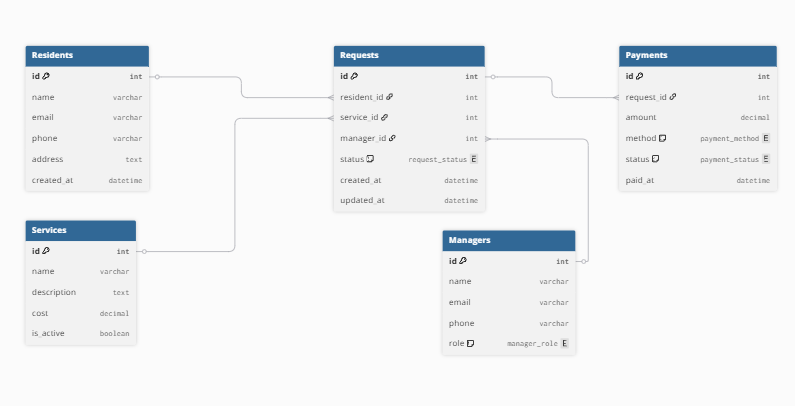 Residents
id int
name varchar
email varchar
phone varchar
address text
created_at datetime
Services
id int
name varchar
description text
cost decimal
is_active boolean
Requests
id int
resident_id int
service_id int
manager_id int
status request_status E
created_at datetime
updated_at datetime
Managers
id int
name varchar
email varchar
phone varchar
role manager_role E
Payments
id int
request_id int
amount decimal
method payment_method E
status payment_status E
paid_at datetime